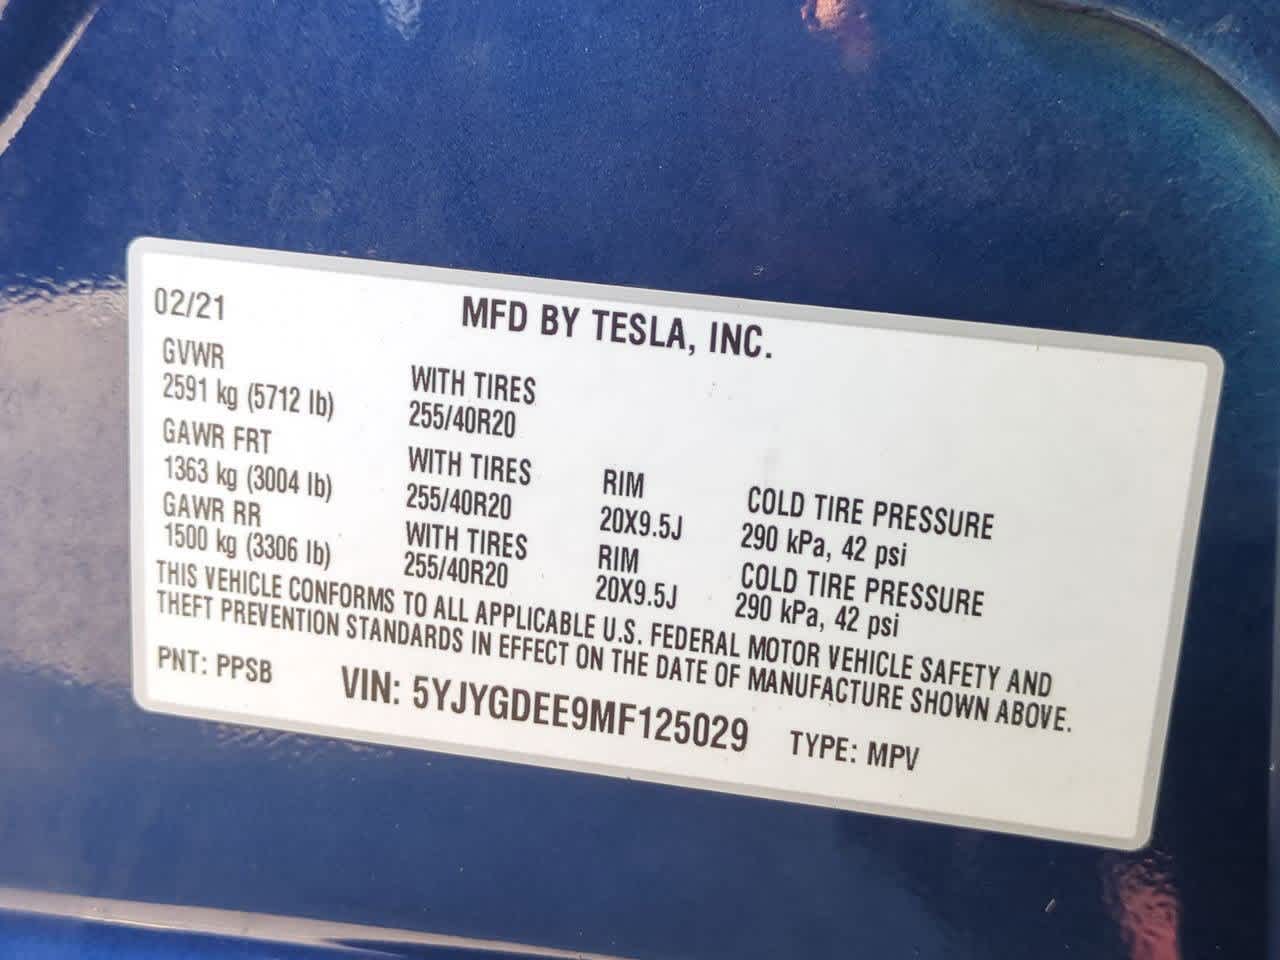 02/21 MFD BY TESLA, INC.
GVWR
2591 kg (5712 lb) WITH TIRES
255/40R20
GAWR FRT WITH TIRES RIM COLD TIRE PRESSURE
1363 kg (3004 lb) 255/40R20 20X9.5J 290 kPa, 42 psi
GAWR RR WITH TIRES RIM COLD TIRE PRESSURE
1500 kg (3306 lb) 255/40R20 20X9.5J 290 kPa, 42 psi
THIS VEHICLE CONFORMS TO ALL APPLICABLE U.S. FEDERAL MOTOR VEHICLE SAFETY AND
THEFT PREVENTION STANDARDS IN EFFECT ON THE DATE OF MANUFACTURE SHOWN ABOVE.
PNT: PPSB VIN: 5YJYGDEE9MF125029 TYPE: MPV